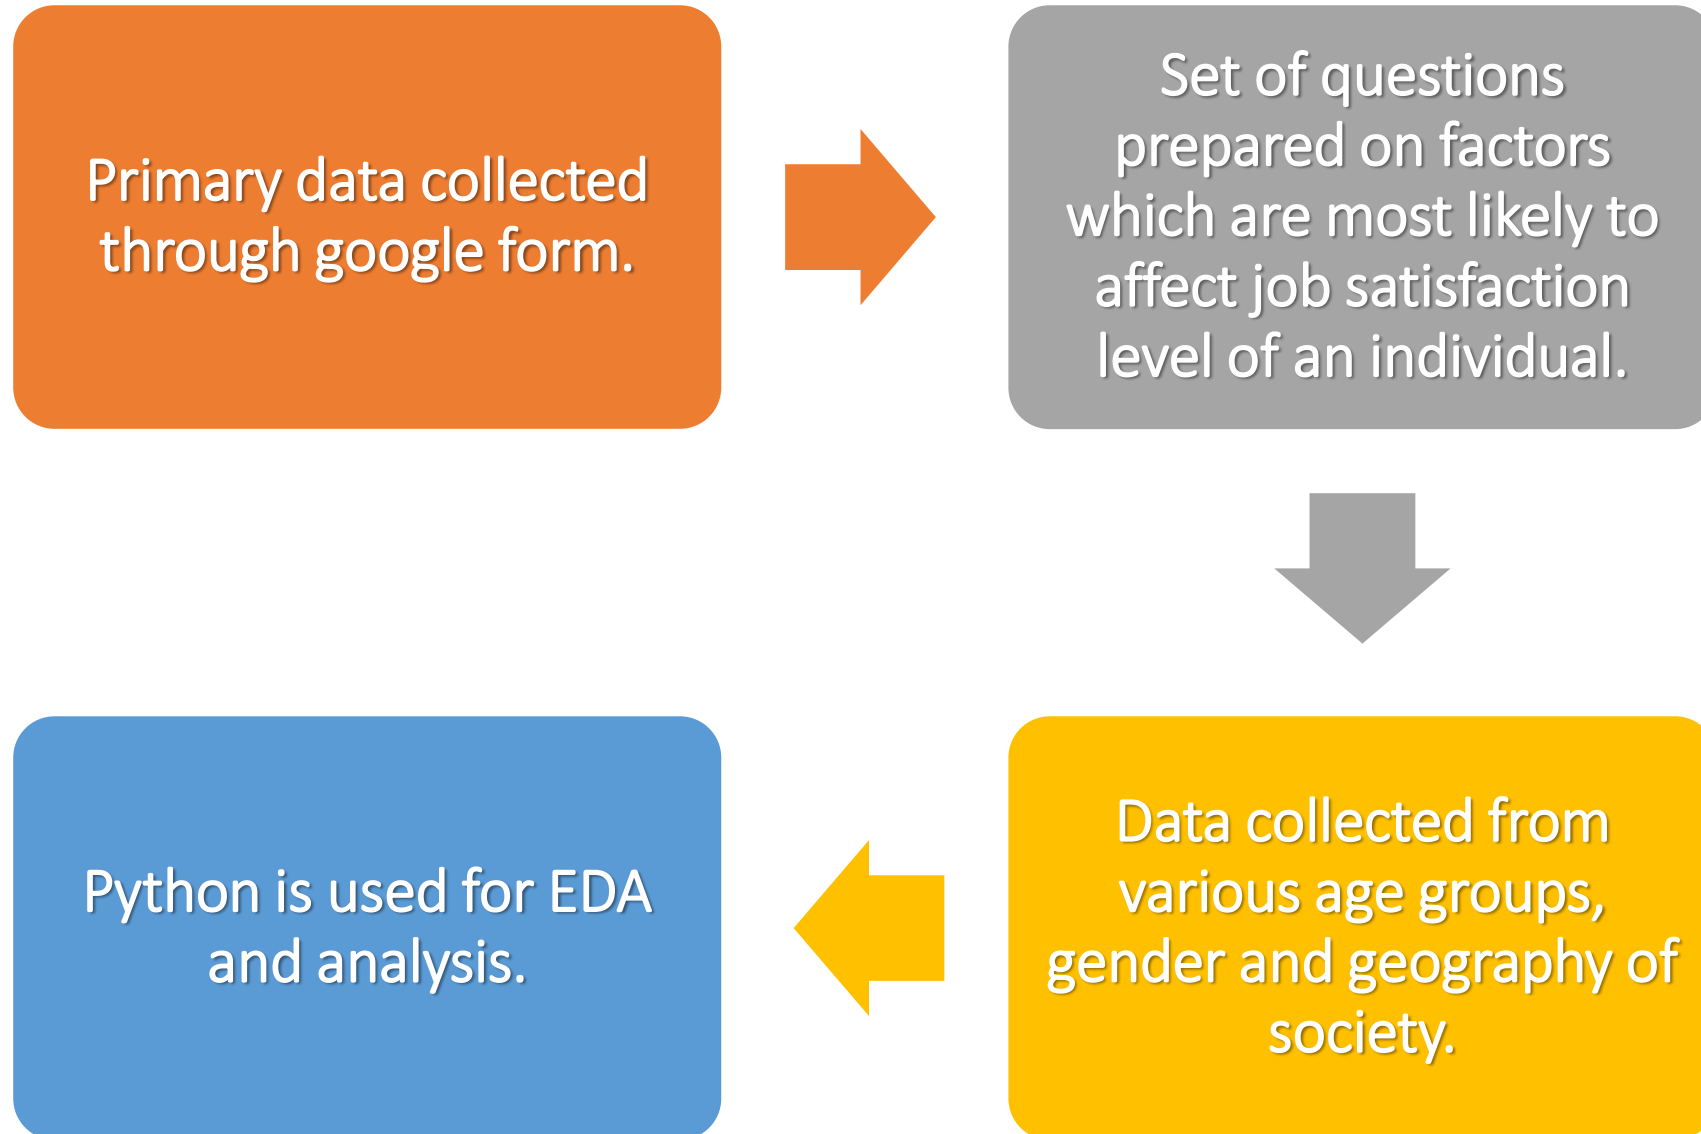 Primary data collected
through google form.
Set of questions
prepared on factors
which are most likely to
affect job satisfaction
level of an individual.
Data collected from
various age groups,
gender and geography of
society.
Python is used for EDA
and analysis.